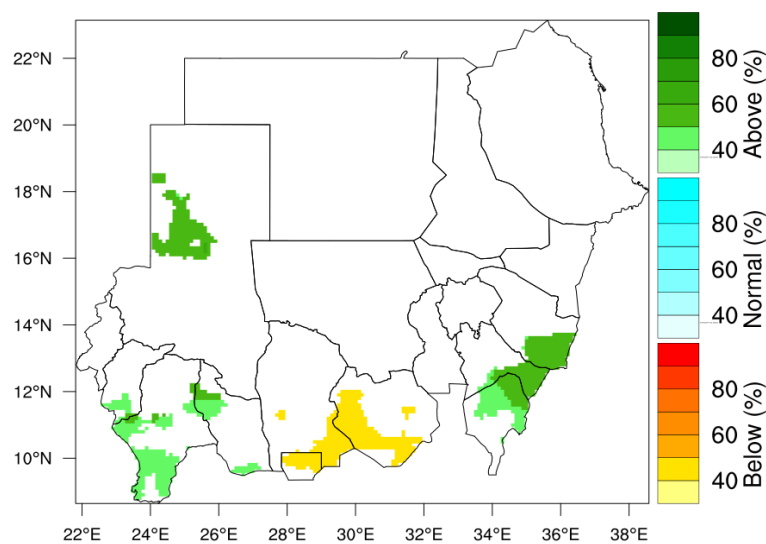 22°N
20°N
18°N
16°N
14°N
12°N
10°N
22°E
24°E
26°E
28°E
30°E
32°E
34°E
36°E
38°E
80
60
40
Above (%)
80
60
40
Normal (%)
80
60
40
Below (%)